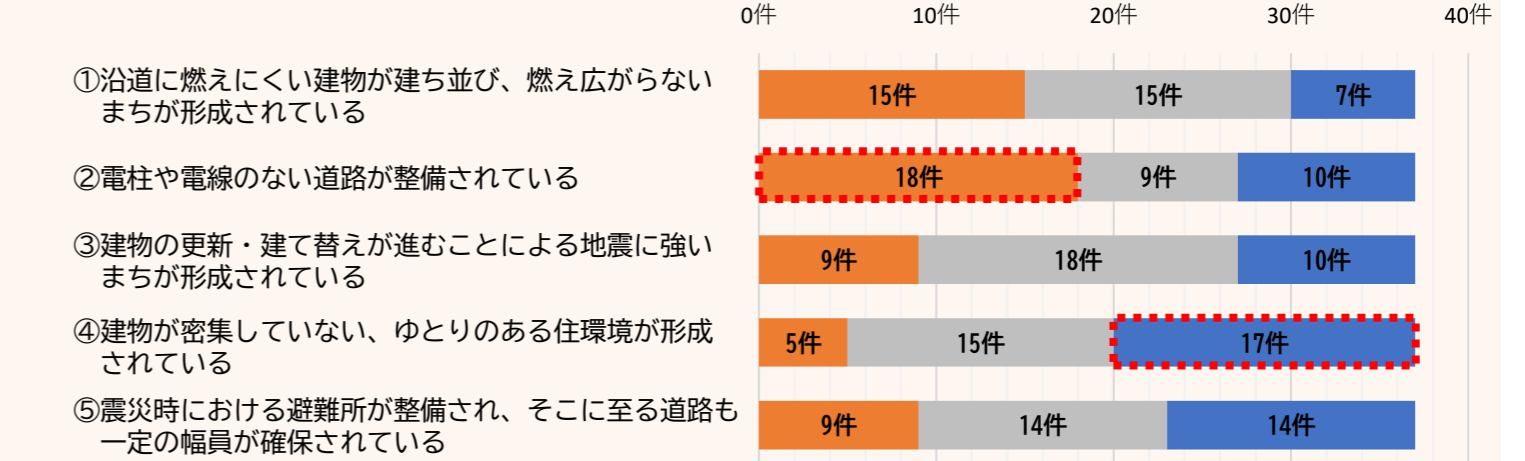 0件 10件 20件 30件 40件
①沿道に燃えにくい建物が建ち並び、燃え広がらない
まちが形成されている
15件 15件 7件
②電柱や電線のない道路が整備されている
18件 9件 10件
③建物の更新・建て替えが進むことによる地震に強い
まちが形成されている
9件 18件 10件
④建物が密集していない、ゆとりのある住環境が形成
されている
5件 15件 17件
⑤震災時における避難所が整備され、そこに至る道路も
一定の幅員が確保されている
9件 14件 14件